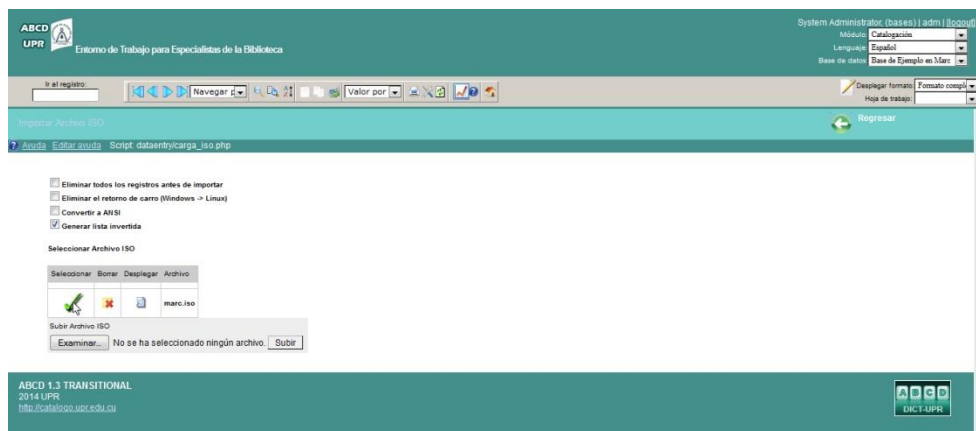 ABCD
UPR
Entorno de Trabajo para Especialistas de la Biblioteca
System Administrator, (bases) | adm | [logout]
Módulo: Catalogación
Lenguaje: Español
Base de datos: Base de Ejemplo en Marc
Ir al registro:
Navegar
Valor por
Desplegar formato: Formato compl
Hoja de trabajo:
Importar Archivo ISO
Regresar
Ayuda Editar ayuda Script: dataentry/carga_iso.php
Eliminar todos los registros antes de importar
Eliminar el retorno de carro (Windows -> Linux)
Convertir a ANSI
Generar lista invertida
Seleccionar Archivo ISO
Seleccionar Borrar Desplegar Archivo
marc.iso
Subir Archivo ISO
Examinar... No se ha seleccionado ningún archivo. Subir
ABCD 1.3 TRANSITIONAL
2014 UPR
http://catalogo.upr.edu.cu
ABCD
DICT-UPR